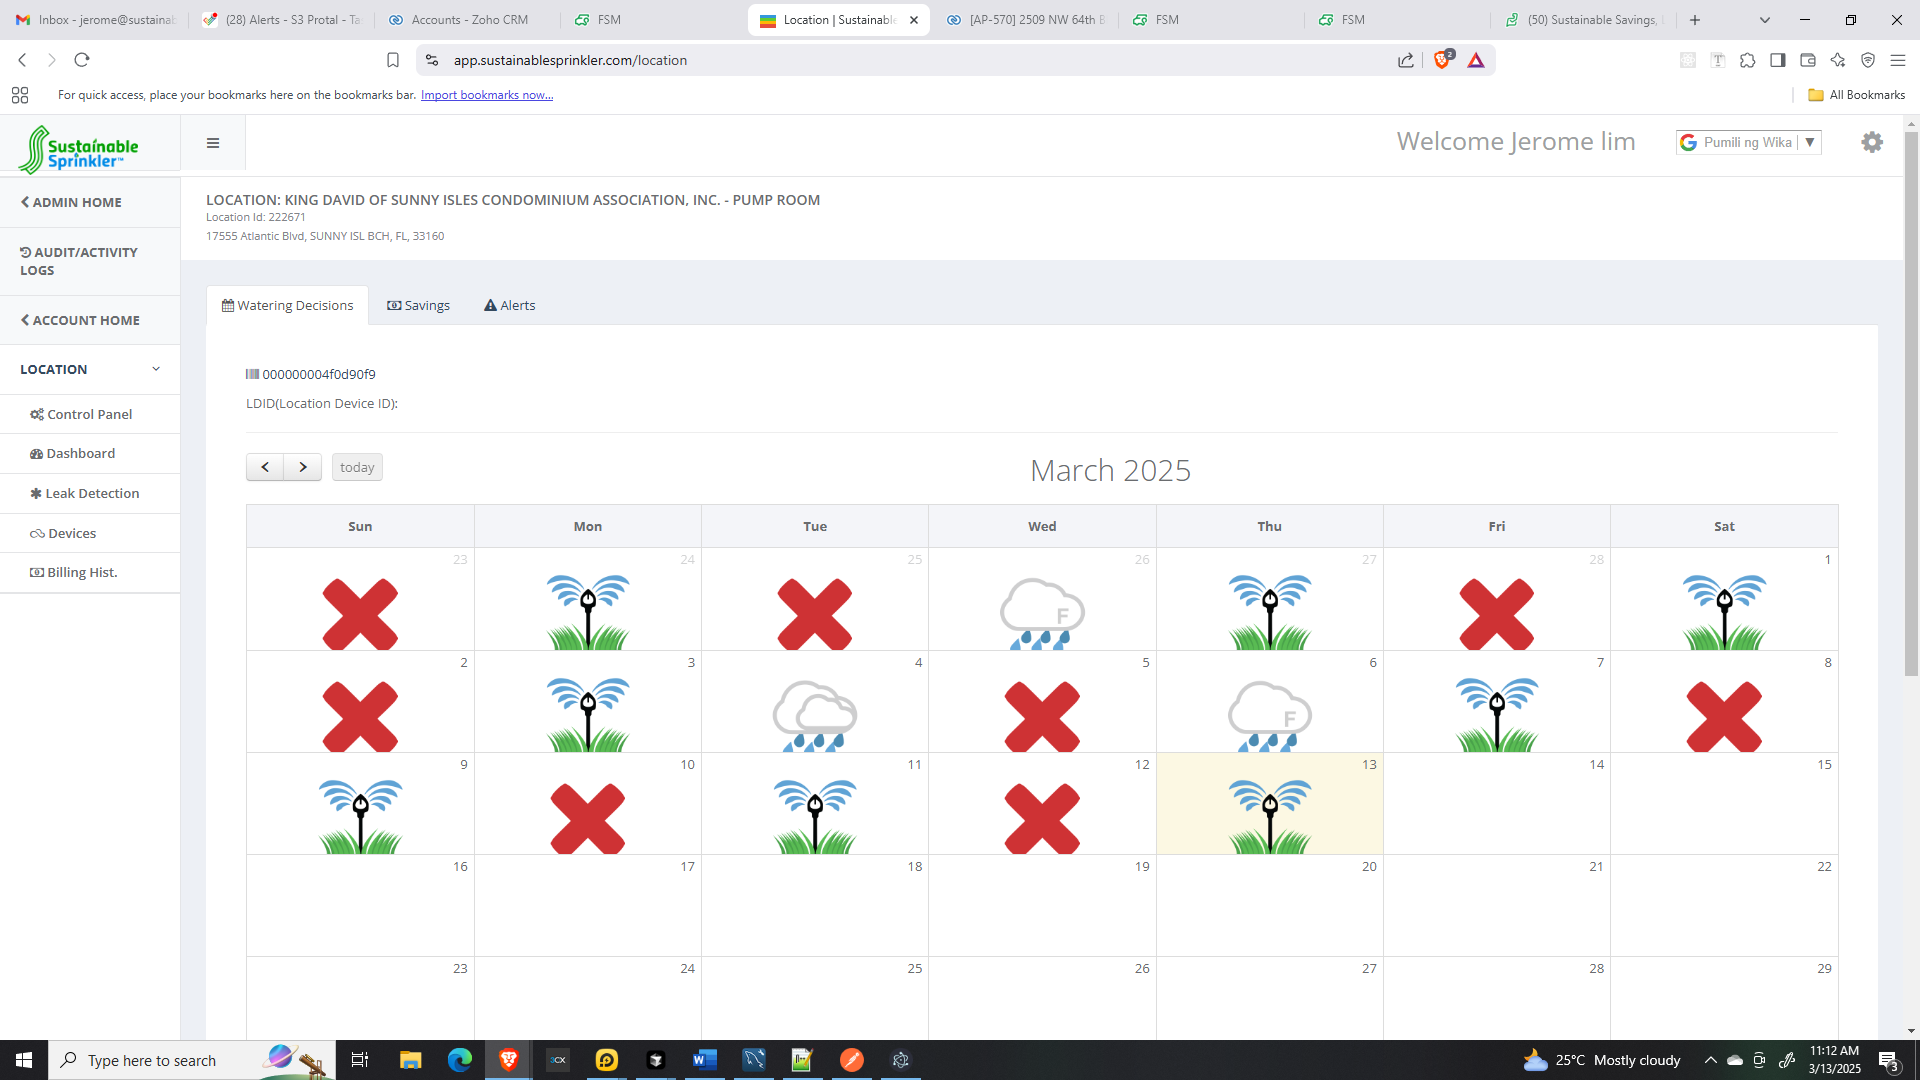 Inbox - jerome@sustainab
(28) Alerts - S3 Protal - Ta
Accounts - Zoho CRM
FSM
Location | Sustainable
[AP-570] 2509 NW 64th B
FSM
FSM
(50) Sustainable Savings,
app.sustainablesprinkler.com/location
2
For quick access, place your bookmarks here on the bookmarks bar. Import bookmarks now...
All Bookmarks
Sustainable
Sprinkler™
Welcome Jerome lim
Pumili ng Wika
▼
ADMIN HOME
AUDIT/ACTIVITY
LOGS
ACCOUNT HOME
LOCATION
Control Panel
Dashboard
Leak Detection
Devices
Billing Hist.
LOCATION: KING DAVID OF SUNNY ISLES CONDOMINIUM ASSOCIATION, INC. - PUMP ROOM
Location Id: 222671
17555 Atlantic Blvd, SUNNY ISL BCH, FL, 33160
Watering Decisions
Savings
Alerts
000000004f0d90f9
LDID(Location Device ID):
today
March 2025
Sun Mon Tue Wed Thu Fri Sat
23 24 25 26 27 28 1
F
2 3 4 5 6 7 8
F
9 10 11 12 13 14 15
16 17 18 19 20 21 22
23 24 25 26 27 28 29
Type here to search
3CX
25°C Mostly cloudy
11:12 AM
3/13/2025
3